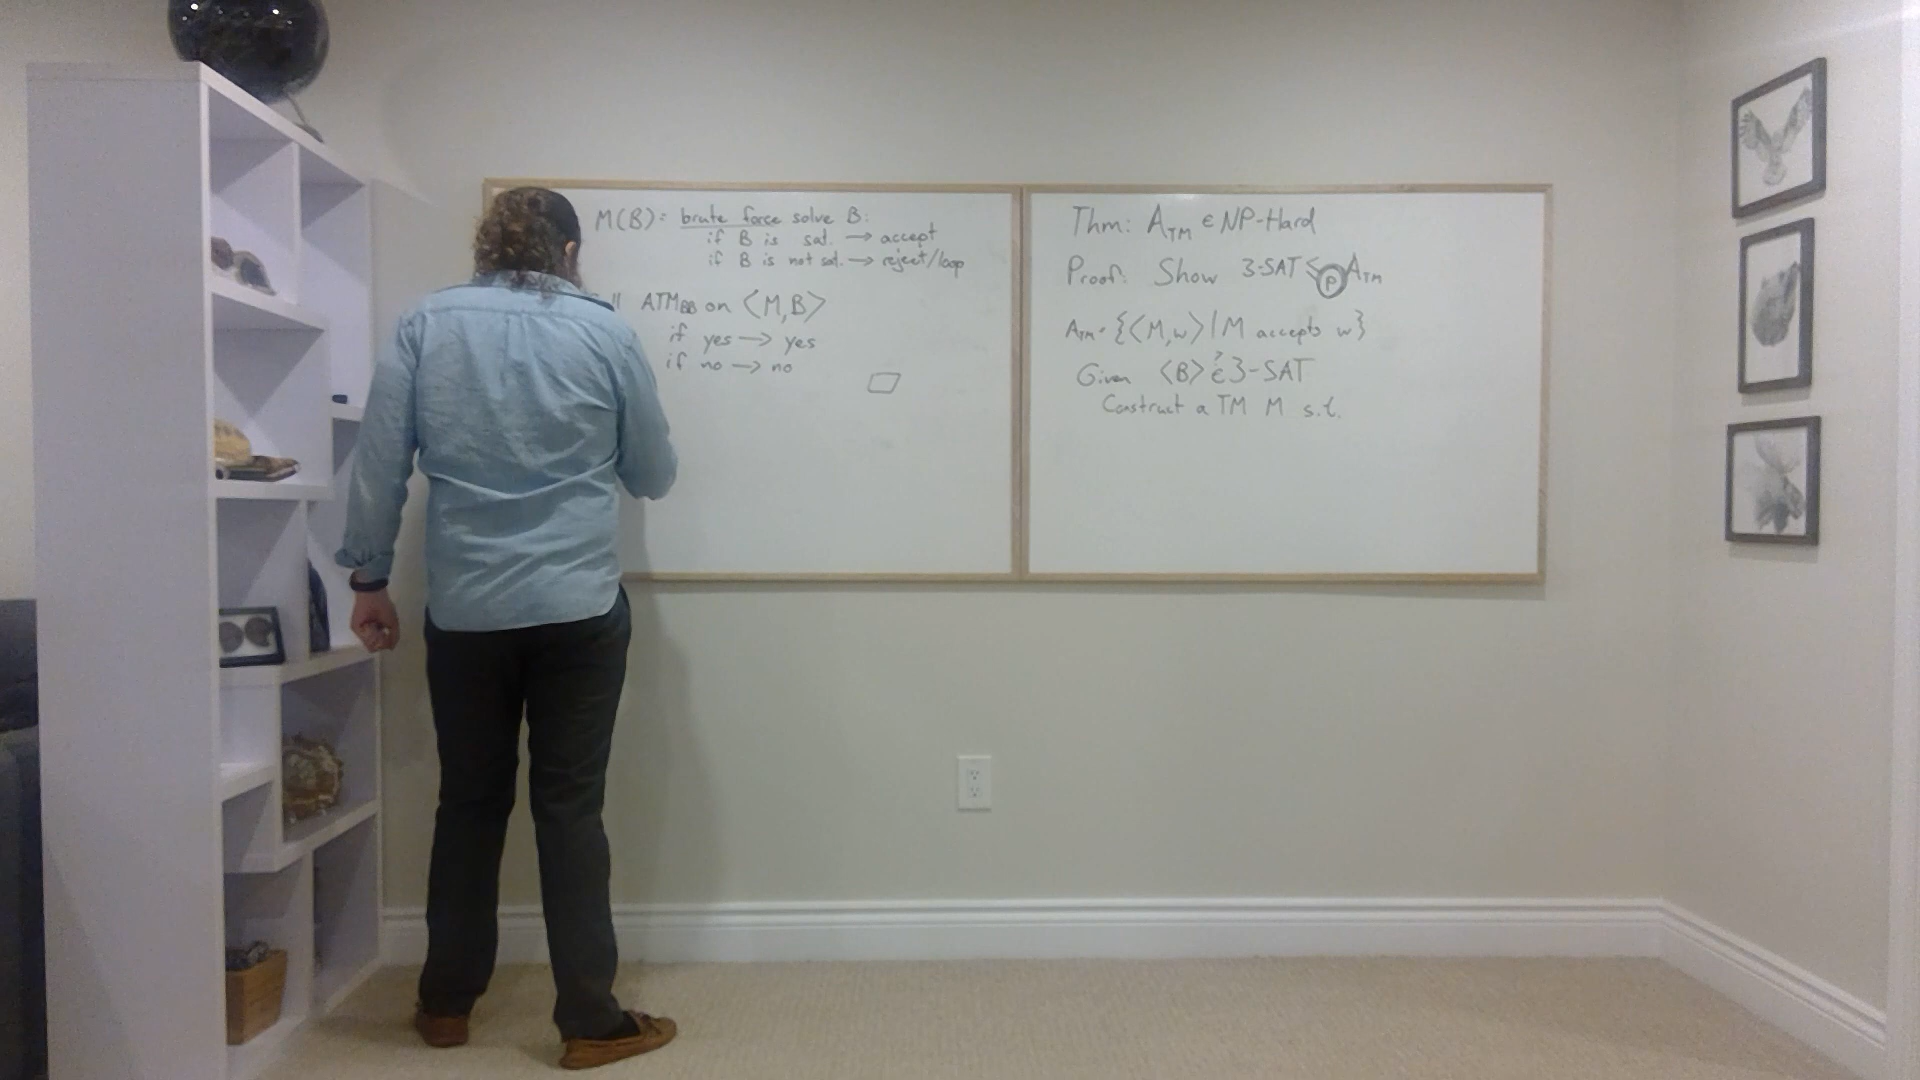 M(B): brute force solve B:
if B is sat. → accept
if B is not sat. → reject/loop
ATM_BB on ⟨M,B⟩
if yes → yes
if no → no
Thm: A_TM ∈ NP-Hard
Proof: Show 3-SAT ≤_p A_TM
A_TM = {⟨M,w⟩ | M accepts w}
Given ⟨B⟩ ∈? 3-SAT
Construct a TM M s.t.